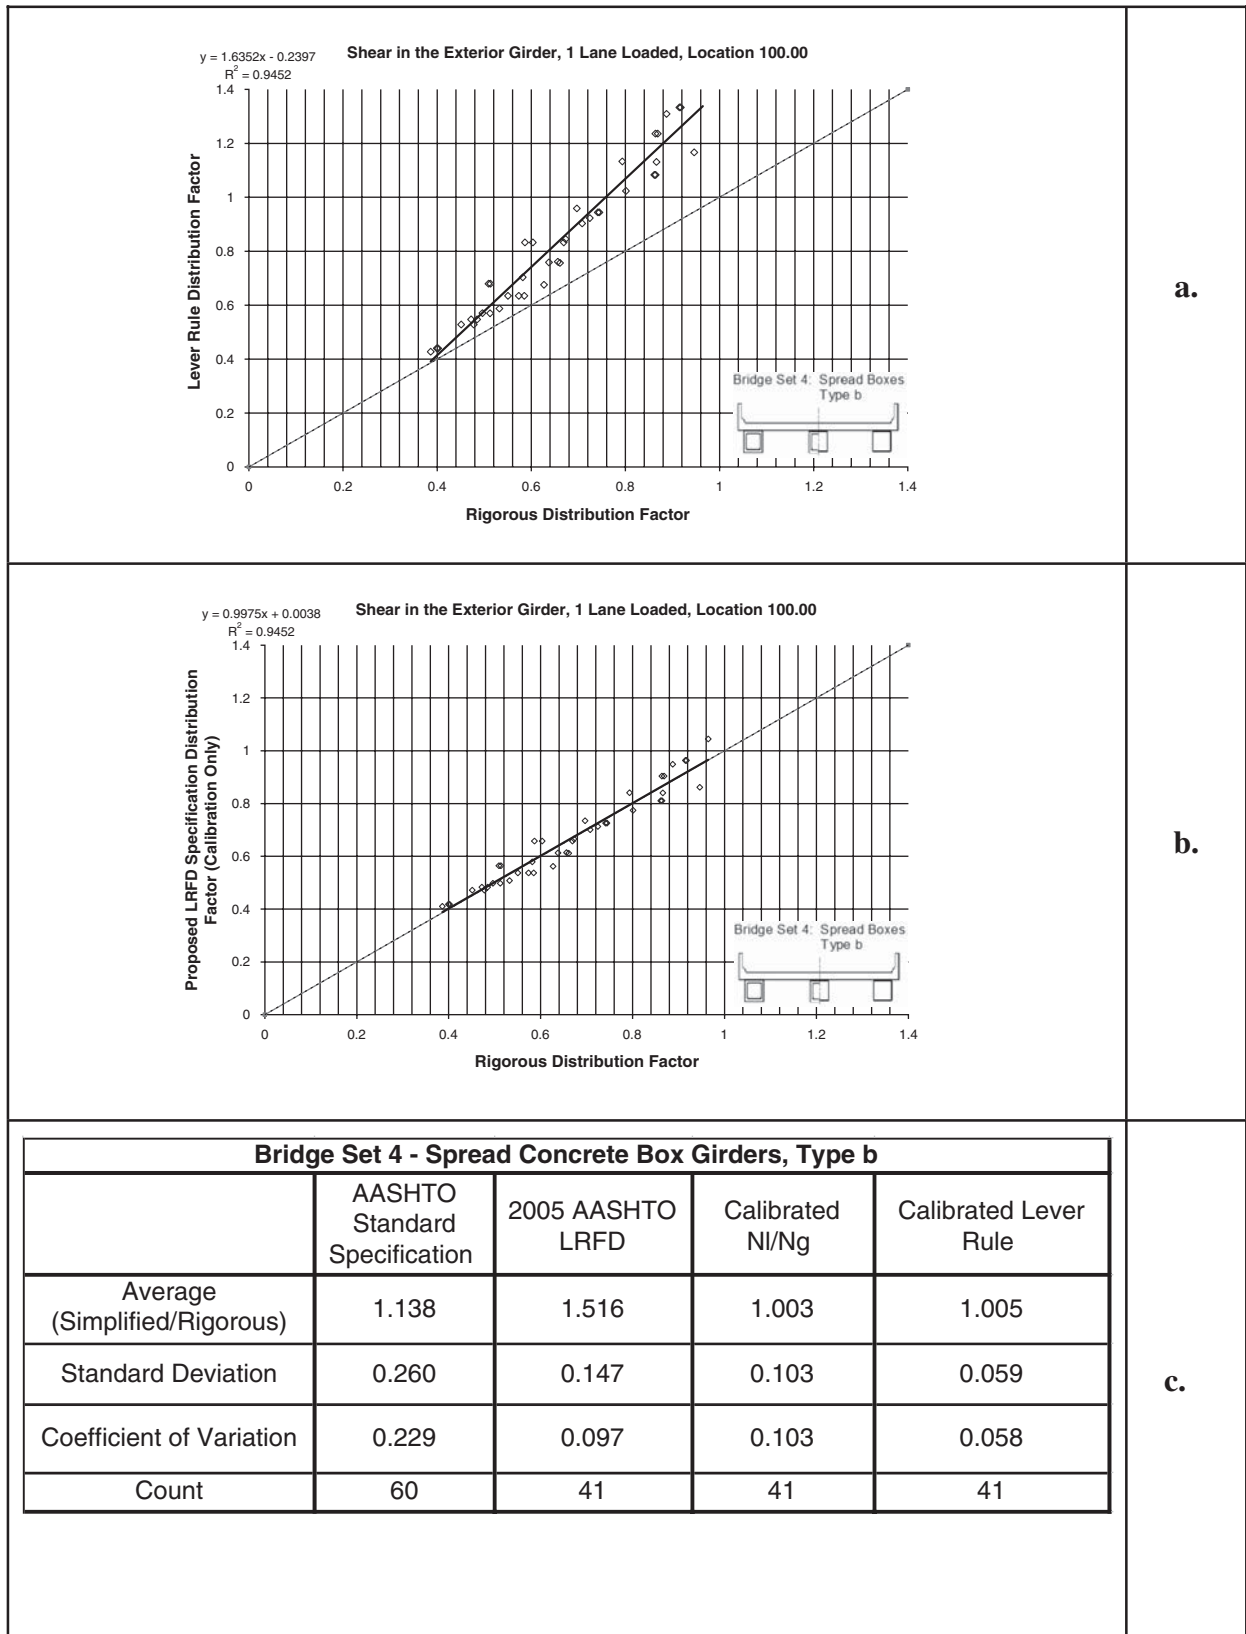 y = 1.6352x - 0.2397
R² = 0.9452
Shear in the Exterior Girder, 1 Lane Loaded, Location 100.00
Lever Rule Distribution Factor
1.4
1.2
1
0.8
0.6
0.4
0.2
0
0 0.2 0.4 0.6 0.8 1 1.2 1.4
Rigorous Distribution Factor
Bridge Set 4: Spread Boxes
Type b
a.
y = 0.9975x + 0.0038
R² = 0.9452
Shear in the Exterior Girder, 1 Lane Loaded, Location 100.00
Proposed LRFD Specification Distribution
Factor (Calibration Only)
1.4
1.2
1
0.8
0.6
0.4
0.2
0
0 0.2 0.4 0.6 0.8 1 1.2 1.4
Rigorous Distribution Factor
Bridge Set 4: Spread Boxes
Type b
b.
Bridge Set 4 - Spread Concrete Box Girders, Type b
AASHTO
Standard
Specification
2005 AASHTO
LRFD
Calibrated
Nl/Ng
Calibrated Lever
Rule
Average
(Simplified/Rigorous)
1.138 1.516 1.003 1.005
Standard Deviation 0.260 0.147 0.103 0.059
Coefficient of Variation 0.229 0.097 0.103 0.058
Count 60 41 41 41
c.